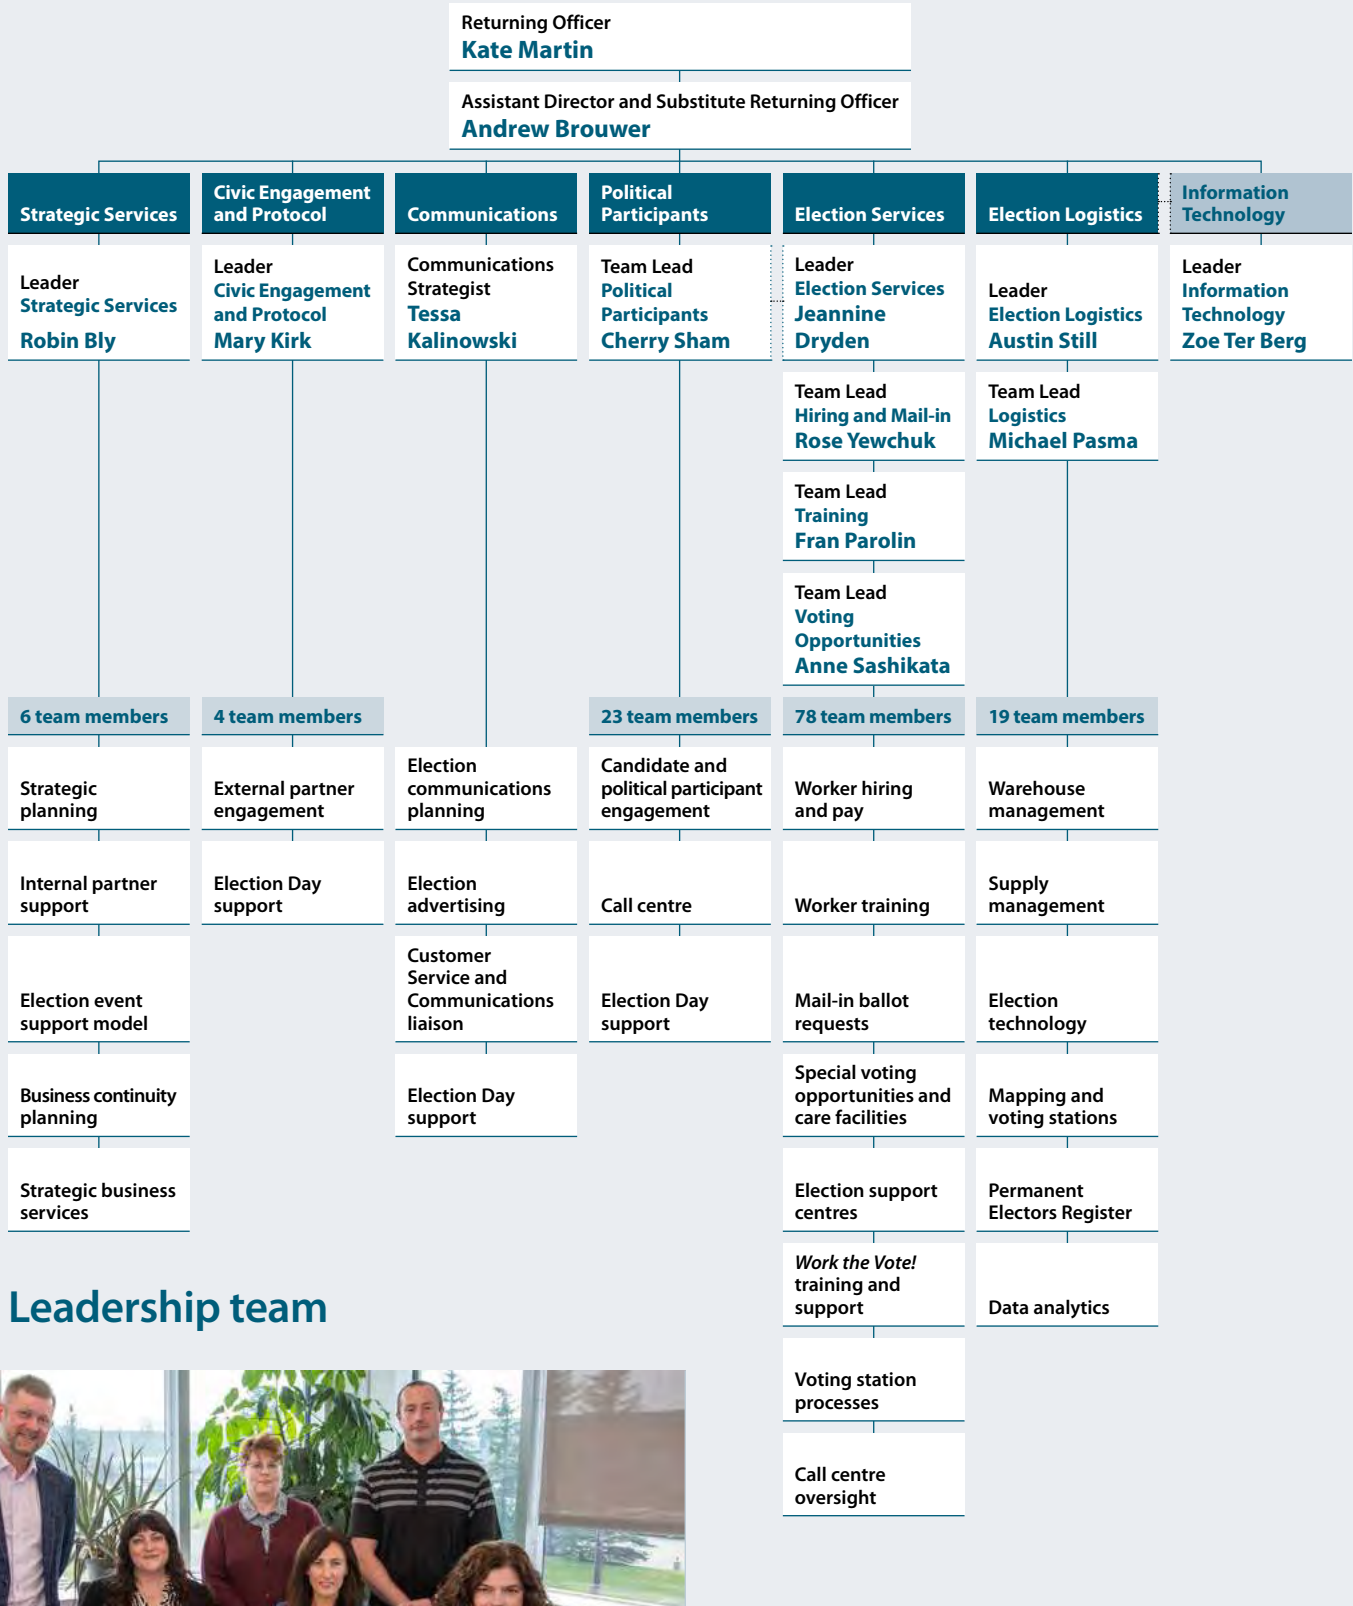 Returning Officer
Kate Martin
Assistant Director and Substitute Returning Officer
Andrew Brouwer
Strategic Services
Leader
Strategic Services
Robin Bly
6 team members
Strategic
planning
Internal partner
support
Election event
support model
Business continuity
planning
Strategic business
services
Civic Engagement
and Protocol
Leader
Civic Engagement
and Protocol
Mary Kirk
4 team members
External partner
engagement
Election Day
support
Communications
Communications
Strategist
Tessa
Kalinowski
Election
communications
planning
Election
advertising
Customer
Service and
Communications
liaison
Election Day
support
Political
Participants
Team Lead
Political
Participants
Cherry Sham
23 team members
Candidate and
political participant
engagement
Call centre
Election Day
support
Election Services
Leader
Election Services
Jeannine
Dryden
Team Lead
Hiring and Mail-in
Rose Yewchuk
Team Lead
Training
Fran Parolin
Team Lead
Voting
Opportunities
Anne Sashikata
78 team members
Worker hiring
and pay
Worker training
Mail-in ballot
requests
Special voting
opportunities and
care facilities
Election support
centres
Work the Vote!
training and
support
Voting station
processes
Call centre
oversight
Election Logistics
Leader
Election Logistics
Austin Still
Team Lead
Logistics
Michael Pasma
19 team members
Warehouse
management
Supply
management
Election
technology
Mapping and
voting stations
Permanent
Electors Register
Data analytics
Information
Technology
Leader
Information
Technology
Zoe Ter Berg
Leadership team